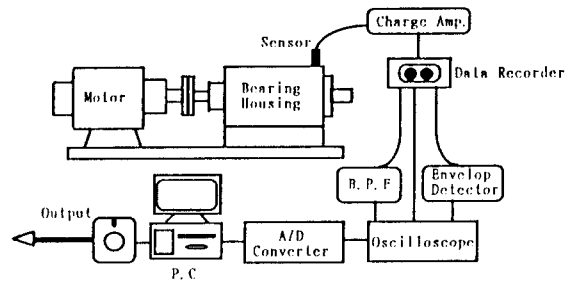 Charge Amp.
Sensor
Data Recorder
Motor
Bearing
Housing
B.P.F
Envelop
Detector
Output
A/D
Converter
Oscilloscope
P.C